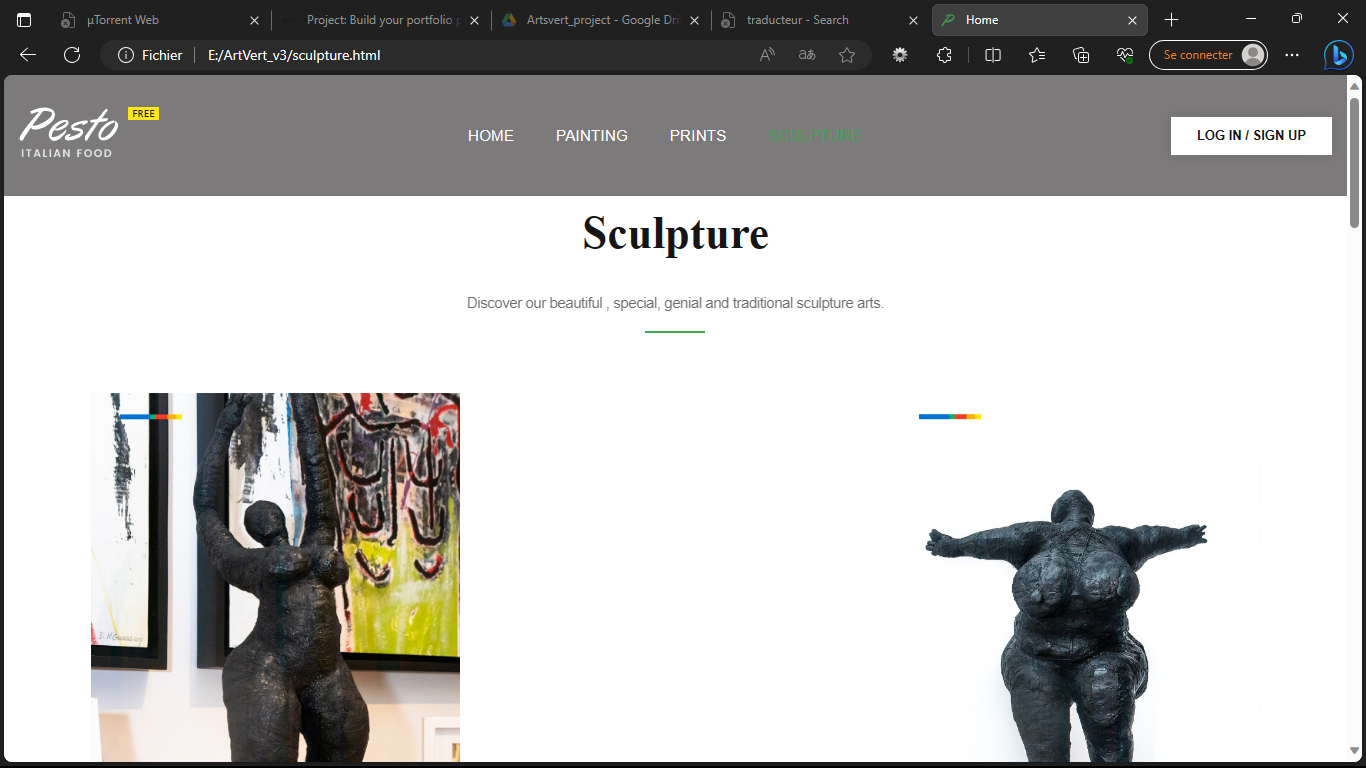 µTorrent Web
Project: Build your portfolio p
Artsvert_project - Google Dri
traducteur - Search
Home
Fichier
E:/ArtVert_v3/sculpture.html
Se connecter
Pesto
FREE
ITALIAN FOOD
HOME
PAINTING
PRINTS
SCULPTURE
LOG IN / SIGN UP
Sculpture
Discover our beautiful , special, genial and traditional sculpture arts.